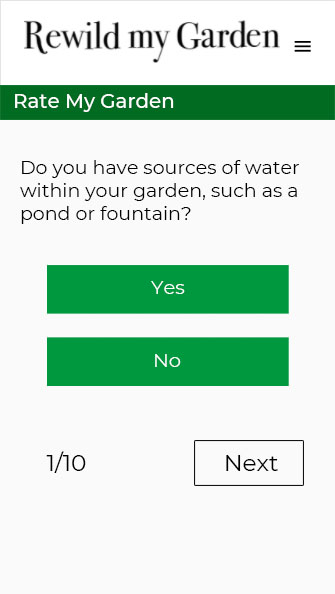 Rewild my Garden
Rate My Garden
Do you have sources of water
within your garden, such as a
pond or fountain?
Yes
No
1/10
Next